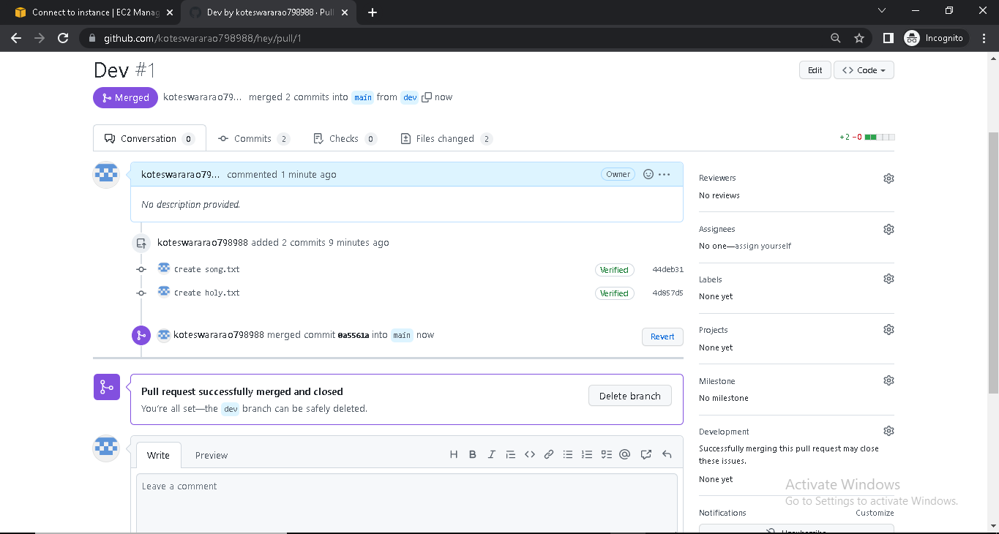 Connect to instance | EC2 Manag
Dev by koteswararao798988 · Pull
github.com/koteswararao798988/hey/pull/1
Incognito
Dev #1
Edit
Code
Merged
koteswararao79... merged 2 commits into main from dev now
Conversation 0
Commits 2
Checks 0
Files changed 2
+2 −0
koteswararao79... commented 1 minute ago
Owner
No description provided.
koteswararao798988 added 2 commits 9 minutes ago
Create song.txt
Verified
44deb31
Create holy.txt
Verified
4d857d5
koteswararao798988 merged commit 0a5561a into main now
Revert
Pull request successfully merged and closed
You're all set—the dev branch can be safely deleted.
Delete branch
Write
Preview
Leave a comment
Reviewers
No reviews
Assignees
No one—assign yourself
Labels
None yet
Projects
None yet
Milestone
No milestone
Development
Successfully merging this pull request may close
these issues.
None yet
Notifications
Customize
Activate Windows
Go to Settings to activate Windows.